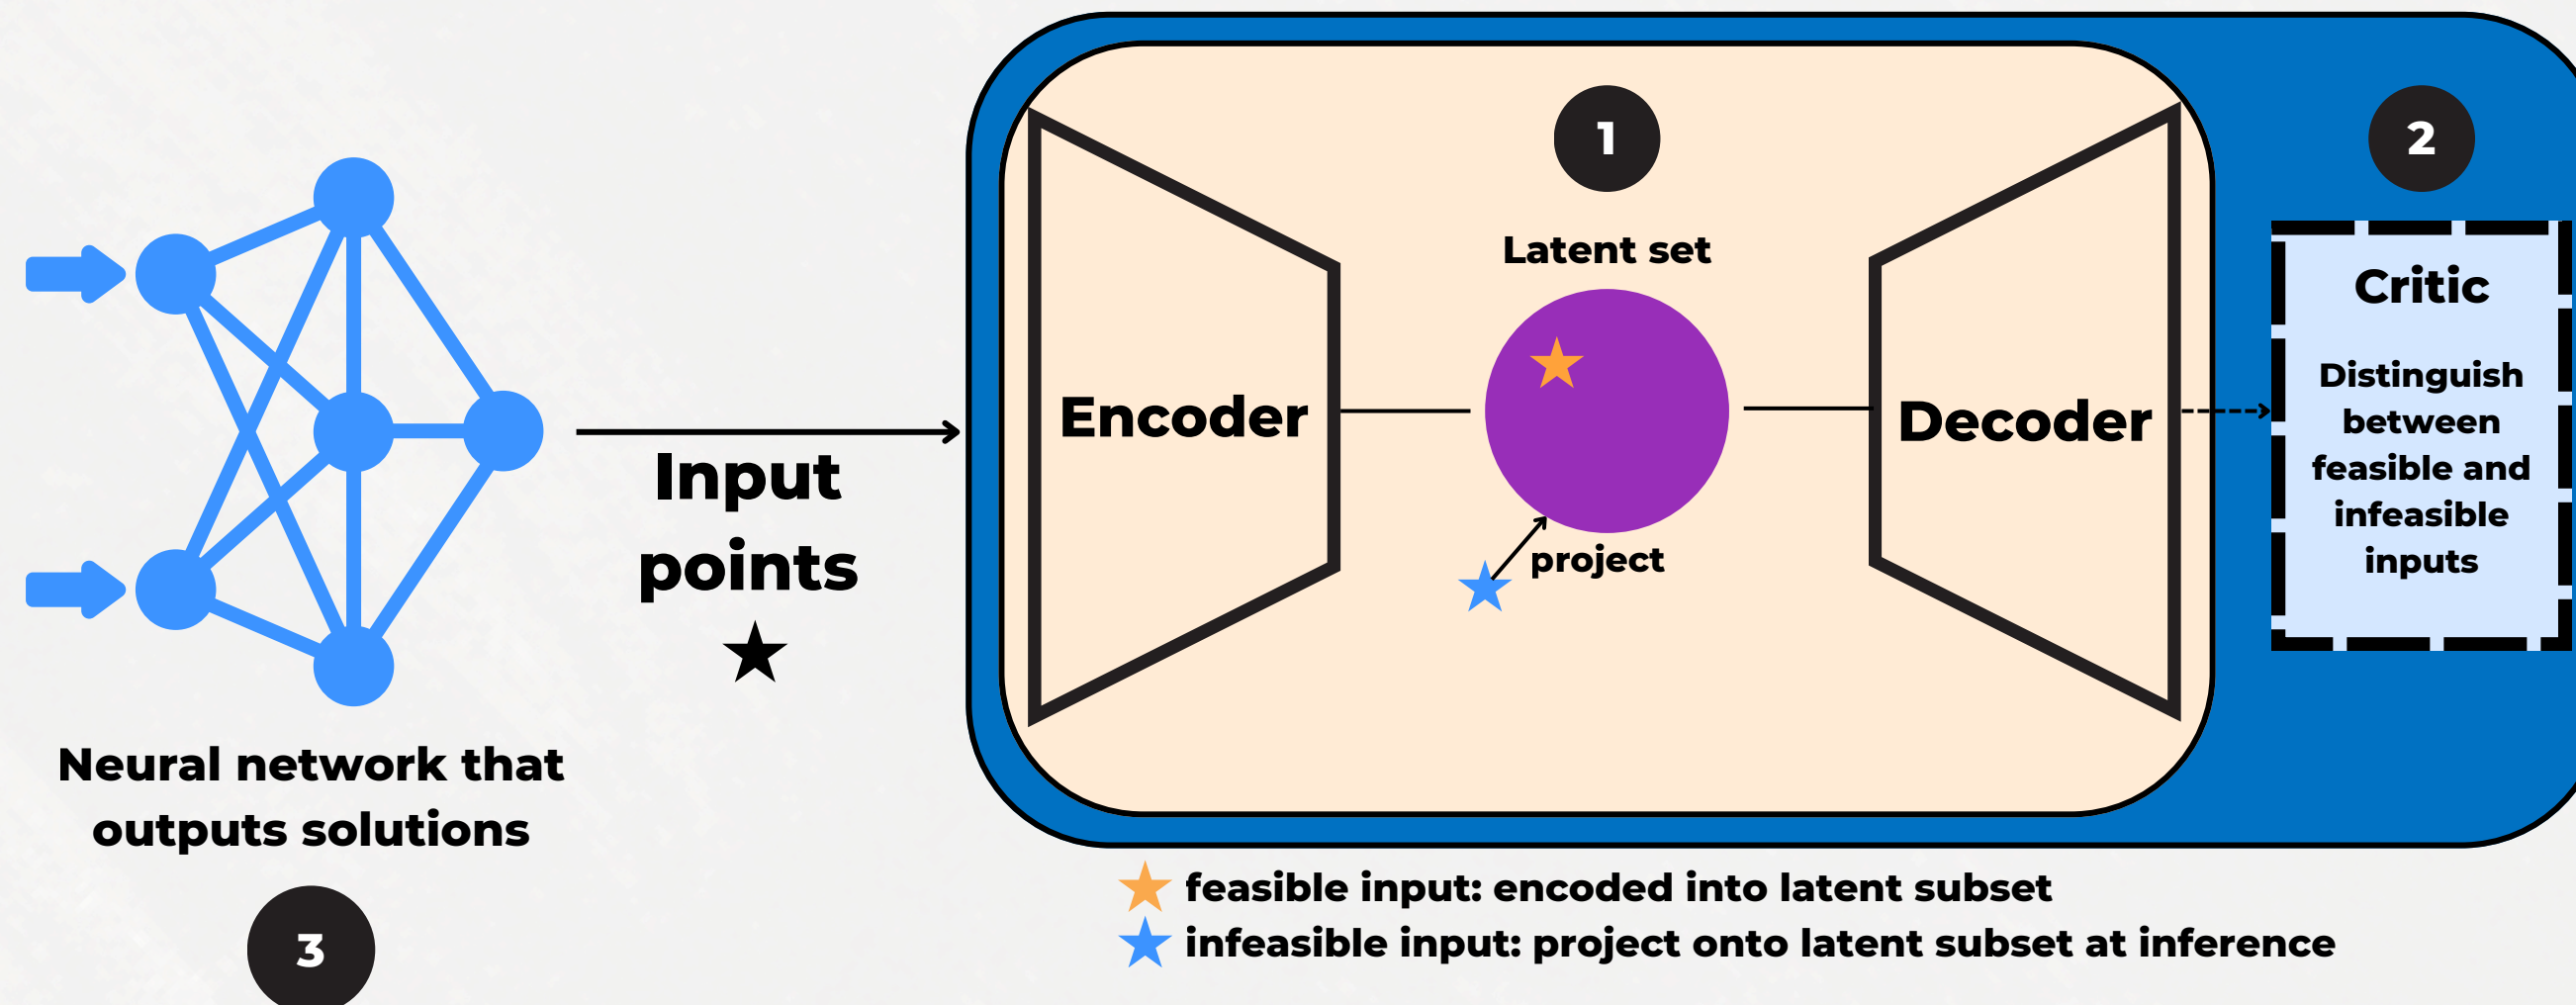 Neural network that
outputs solutions
3
Input
points
Encoder
1
Latent set
project
Decoder
2
Critic
Distinguish
between
feasible and
infeasible
inputs
feasible input: encoded into latent subset
infeasible input: project onto latent subset at inference